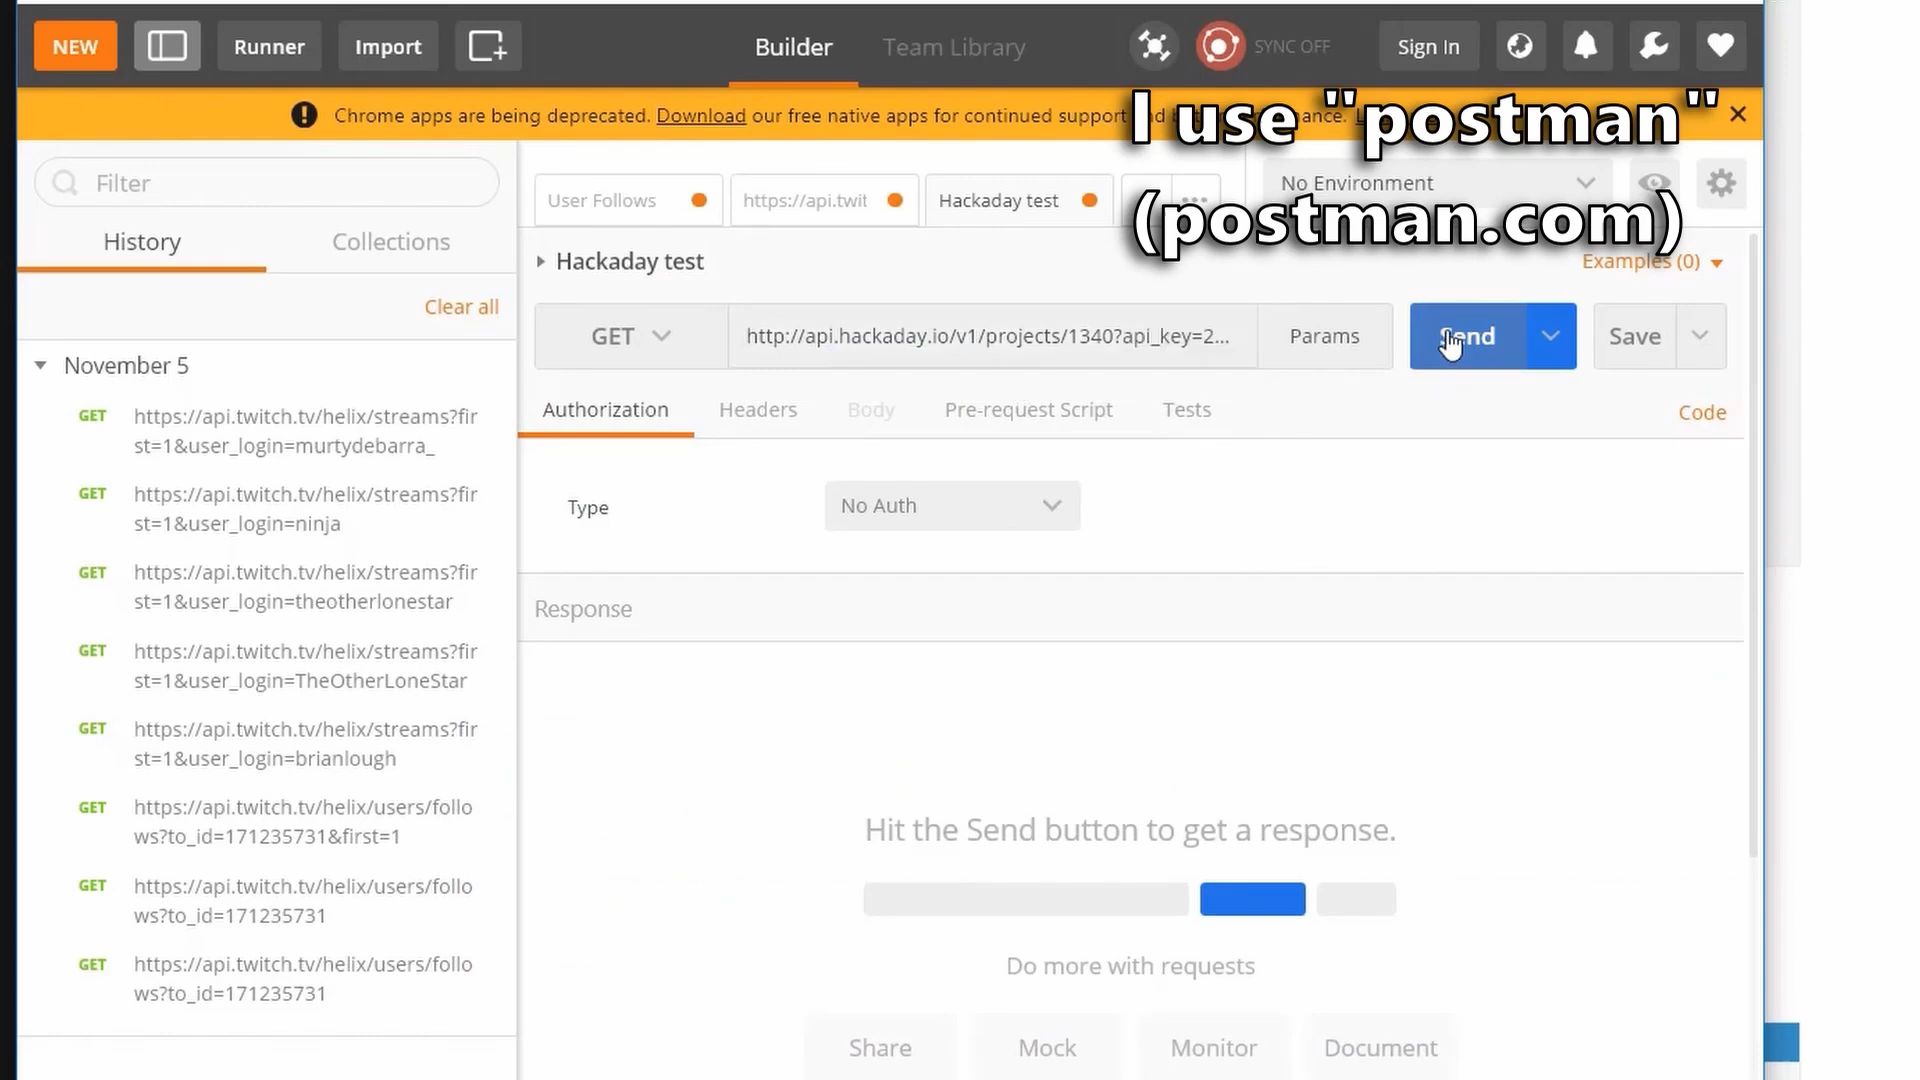 NEW
Runner
Import
Builder
Team Library
SYNC OFF
Sign In
Chrome apps are being deprecated. Download our free native apps for continued support
I use "postman"
(postman.com)
Filter
History
Collections
Clear all
November 5
GET
https://api.twitch.tv/helix/streams?fir
st=1&user_login=murtydebarra_
GET
https://api.twitch.tv/helix/streams?fir
st=1&user_login=ninja
GET
https://api.twitch.tv/helix/streams?fir
st=1&user_login=theotherlonestar
GET
https://api.twitch.tv/helix/streams?fir
st=1&user_login=TheOtherLoneStar
GET
https://api.twitch.tv/helix/streams?fir
st=1&user_login=brianlough
GET
https://api.twitch.tv/helix/users/follo
ws?to_id=171235731&first=1
GET
https://api.twitch.tv/helix/users/follo
ws?to_id=171235731
GET
https://api.twitch.tv/helix/users/follo
ws?to_id=171235731
User Follows
https://api.twit
Hackaday test
No Environment
Hackaday test
Examples (0)
GET
http://api.hackaday.io/v1/projects/1340?api_key=2...
Params
Send
Save
Authorization
Headers
Body
Pre-request Script
Tests
Code
Type
No Auth
Response
Hit the Send button to get a response.
Do more with requests
Share
Mock
Monitor
Document